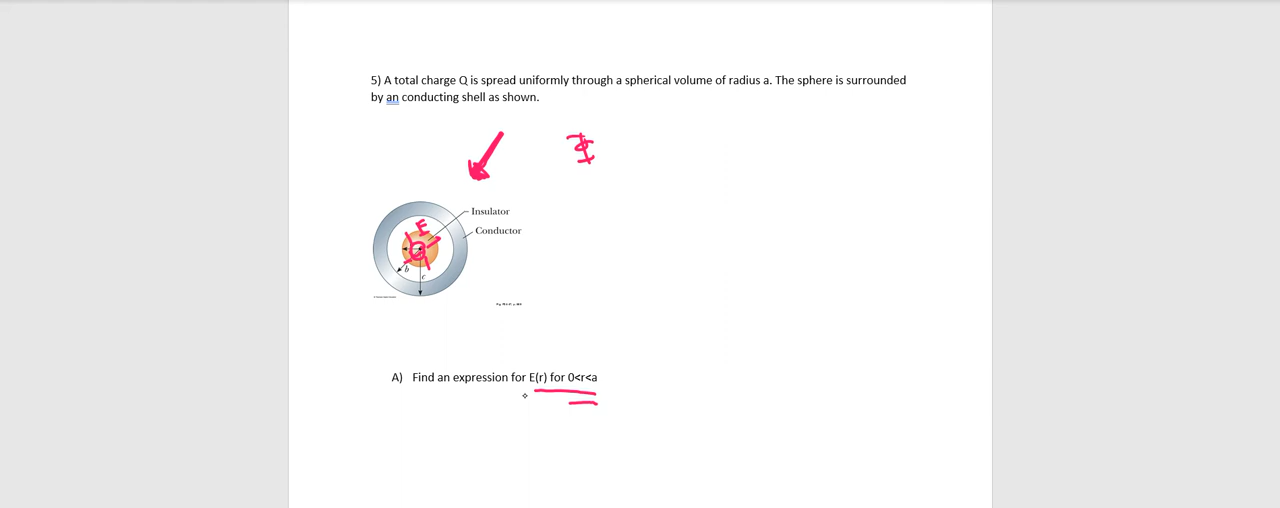 5) A total charge Q is spread uniformly through a spherical volume of radius a. The sphere is surrounded
by an conducting shell as shown.
Insulator
Conductor
E
b
c
A) Find an expression for E(r) for 0<r<a